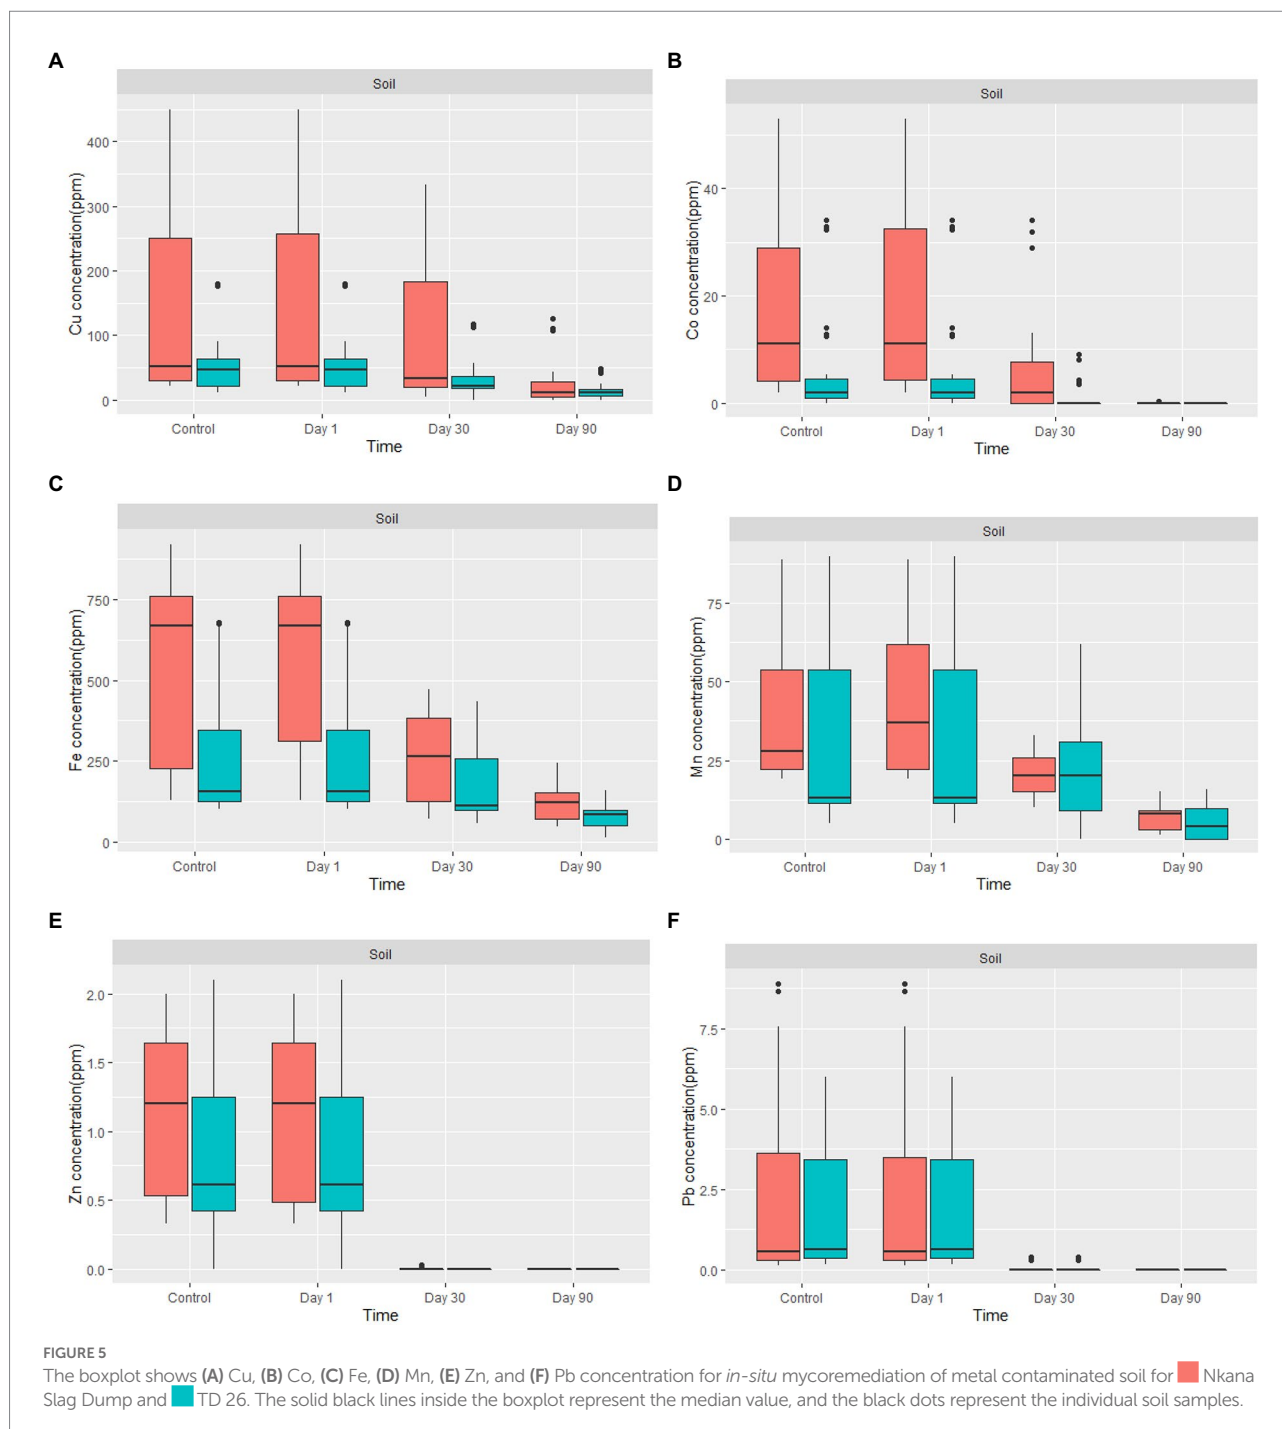 A
Soil
Cu concentration(ppm)
400
300
200
100
0
Control Day 1 Day 30 Day 90
Time
B
Soil
Co concentration(ppm)
40
20
0
Control Day 1 Day 30 Day 90
Time
C
Soil
Fe concentration(ppm)
750
500
250
0
Control Day 1 Day 30 Day 90
Time
D
Soil
Mn concentration(ppm)
75
50
25
0
Control Day 1 Day 30 Day 90
Time
E
Soil
Zn concentration(ppm)
2.0
1.5
1.0
0.5
0.0
Control Day 1 Day 30 Day 90
Time
F
Soil
Pb concentration(ppm)
7.5
5.0
2.5
0.0
Control Day 1 Day 30 Day 90
Time
FIGURE 5
The boxplot shows (A) Cu, (B) Co, (C) Fe, (D) Mn, (E) Zn, and (F) Pb concentration for in-situ mycoremediation of metal contaminated soil for Nkana
Slag Dump and TD 26. The solid black lines inside the boxplot represent the median value, and the black dots represent the individual soil samples.